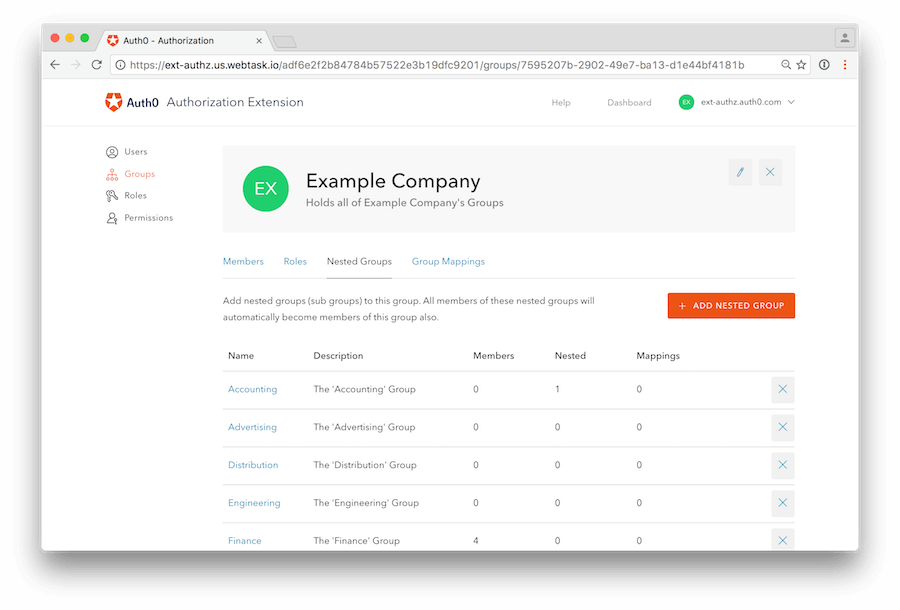 Auth0 - Authorization
https://ext-authz.us.webtask.io/adf6e2f2b84784b57522e3b19dfc9201/groups/7595207b-2902-49e7-ba13-d1e44bf4181b
Auth0 Authorization Extension
Help Dashboard EX ext-authz.auth0.com
Users
Groups
Roles
Permissions
EX
Example Company
Holds all of Example Company's Groups
Members Roles Nested Groups Group Mappings
Add nested groups (sub groups) to this group. All members of these nested groups will
automatically become members of this group also.
+ ADD NESTED GROUP
Name Description Members Nested Mappings
Accounting The 'Accounting' Group 0 1 0
Advertising The 'Advertising' Group 0 0 0
Distribution The 'Distribution' Group 0 0 0
Engineering The 'Engineering' Group 0 0 0
Finance The 'Finance' Group 4 0 0